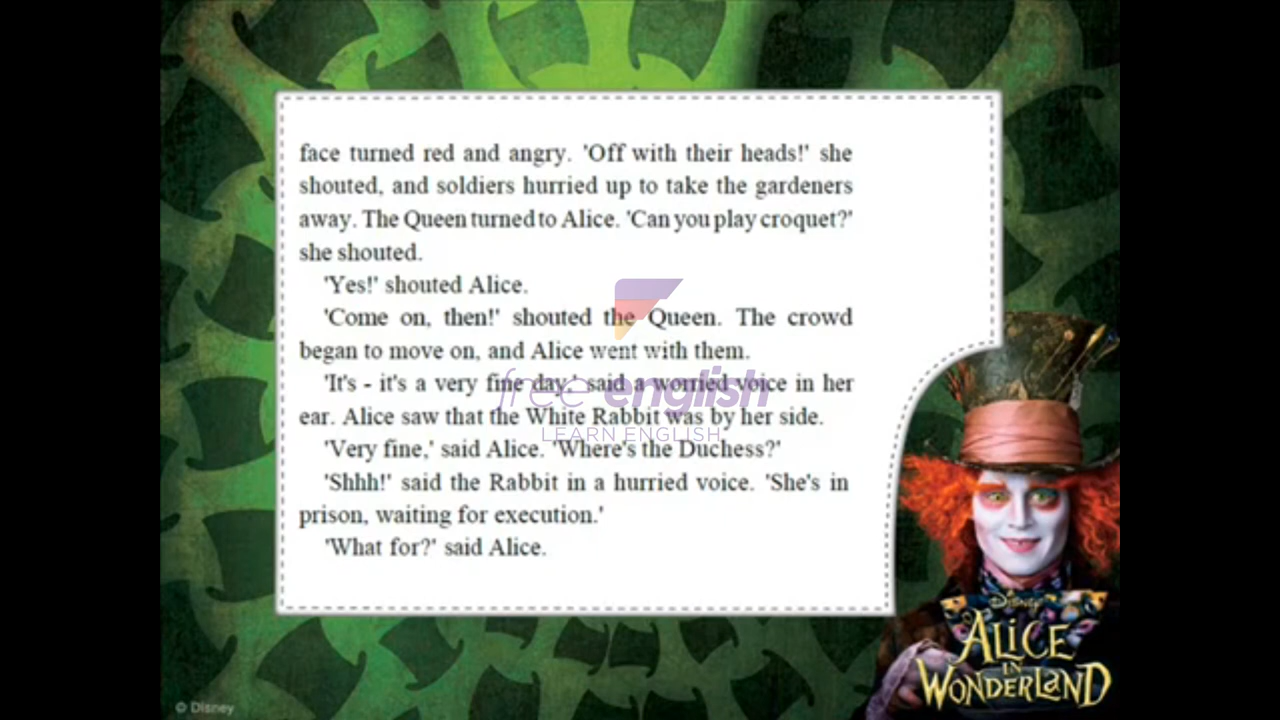 face turned red and angry. 'Off with their heads!' she
shouted, and soldiers hurried up to take the gardeners
away. The Queen turned to Alice. 'Can you play croquet?'
she shouted.
'Yes!' shouted Alice.
'Come on, then!' shouted the Queen. The crowd
began to move on, and Alice went with them.
'It's - it's a very fine day,' said a worried voice in her
ear. Alice saw that the White Rabbit was by her side.
'Very fine,' said Alice. 'Where's the Duchess?'
'Shhh!' said the Rabbit in a hurried voice. 'She's in
prison, waiting for execution.'
'What for?' said Alice.
free english
LEARN ENGLISH
DISNEY
ALICE
IN
WONDERLAND
© Disney